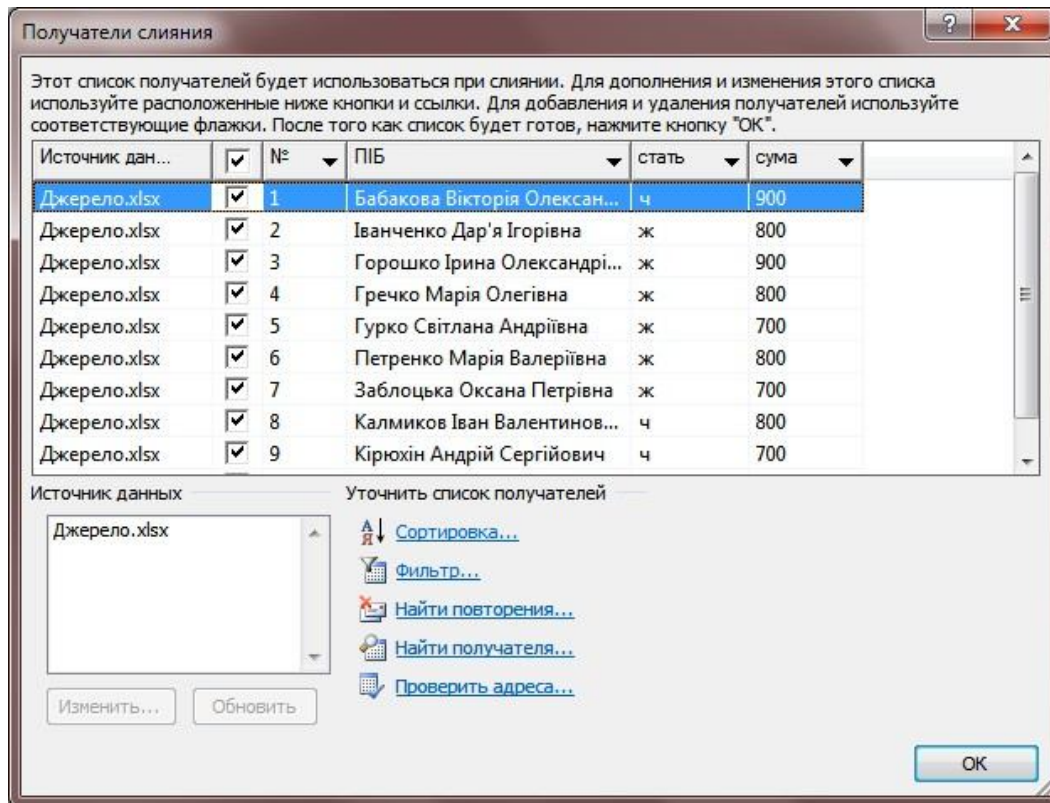 Получатели слияния
Этот список получателей будет использоваться при слиянии. Для дополнения и изменения этого списка
используйте расположенные ниже кнопки и ссылки. Для добавления и удаления получателей используйте
соответствующие флажки. После того как список будет готов, нажмите кнопку "ОК".
Источник дан... № ПІБ стать сума
Джерело.xlsx 1 Бабакова Вікторія Олексан... ч 900
Джерело.xlsx 2 Іванченко Дар'я Ігорівна ж 800
Джерело.xlsx 3 Горошко Ірина Олександрі... ж 900
Джерело.xlsx 4 Гречко Марія Олегівна ж 800
Джерело.xlsx 5 Гурко Світлана Андріївна ж 700
Джерело.xlsx 6 Петренко Марія Валеріївна ж 800
Джерело.xlsx 7 Заблоцька Оксана Петрівна ж 700
Джерело.xlsx 8 Калмиков Іван Валентинов... ч 800
Джерело.xlsx 9 Кірюхін Андрій Сергійович ч 700
Источник данных
Уточнить список получателей
Джерело.xlsx
Сортировка...
Фильтр...
Найти повторения...
Найти получателя...
Проверить адреса...
Изменить... Обновить
ОК